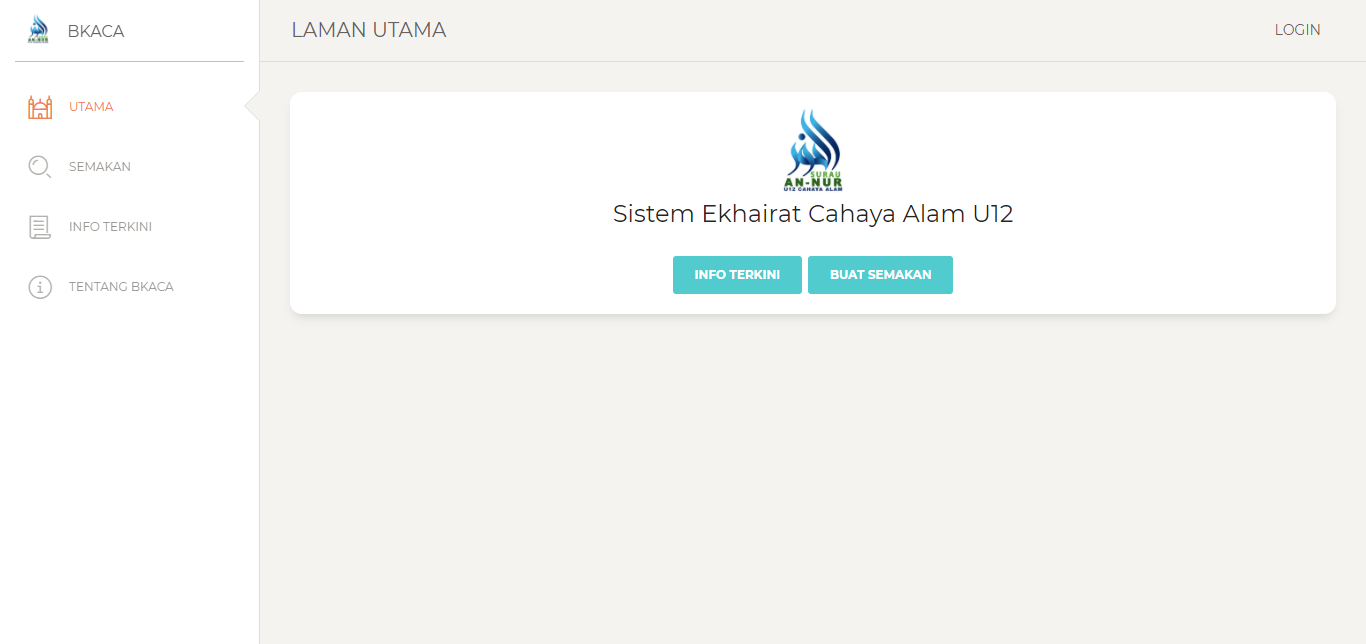 BKACA
LAMAN UTAMA
LOGIN
UTAMA
SEMAKAN
INFO TERKINI
TENTANG BKACA
SURAU
AN-NUR
U12 CAHAYA ALAM
Sistem Ekhairat Cahaya Alam U12
INFO TERKINI
BUAT SEMAKAN